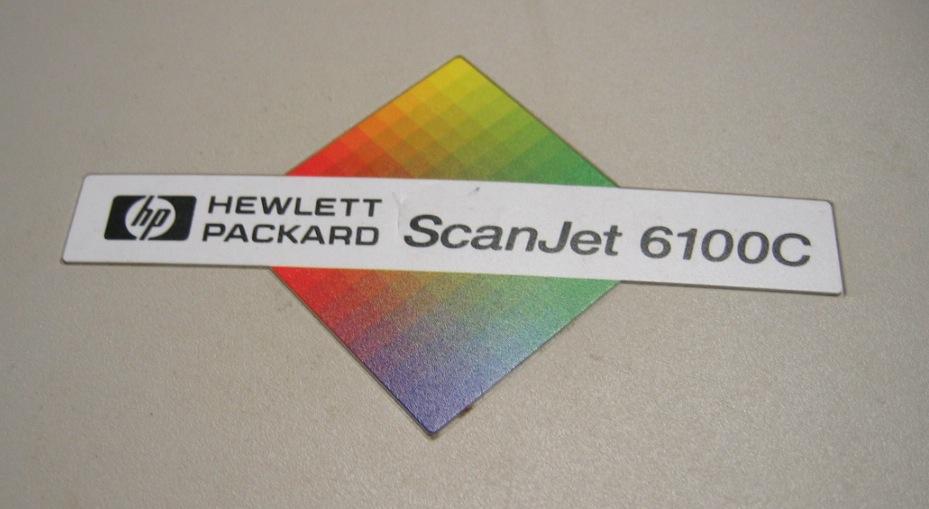 hp HEWLETT
PACKARD
ScanJet 6100C